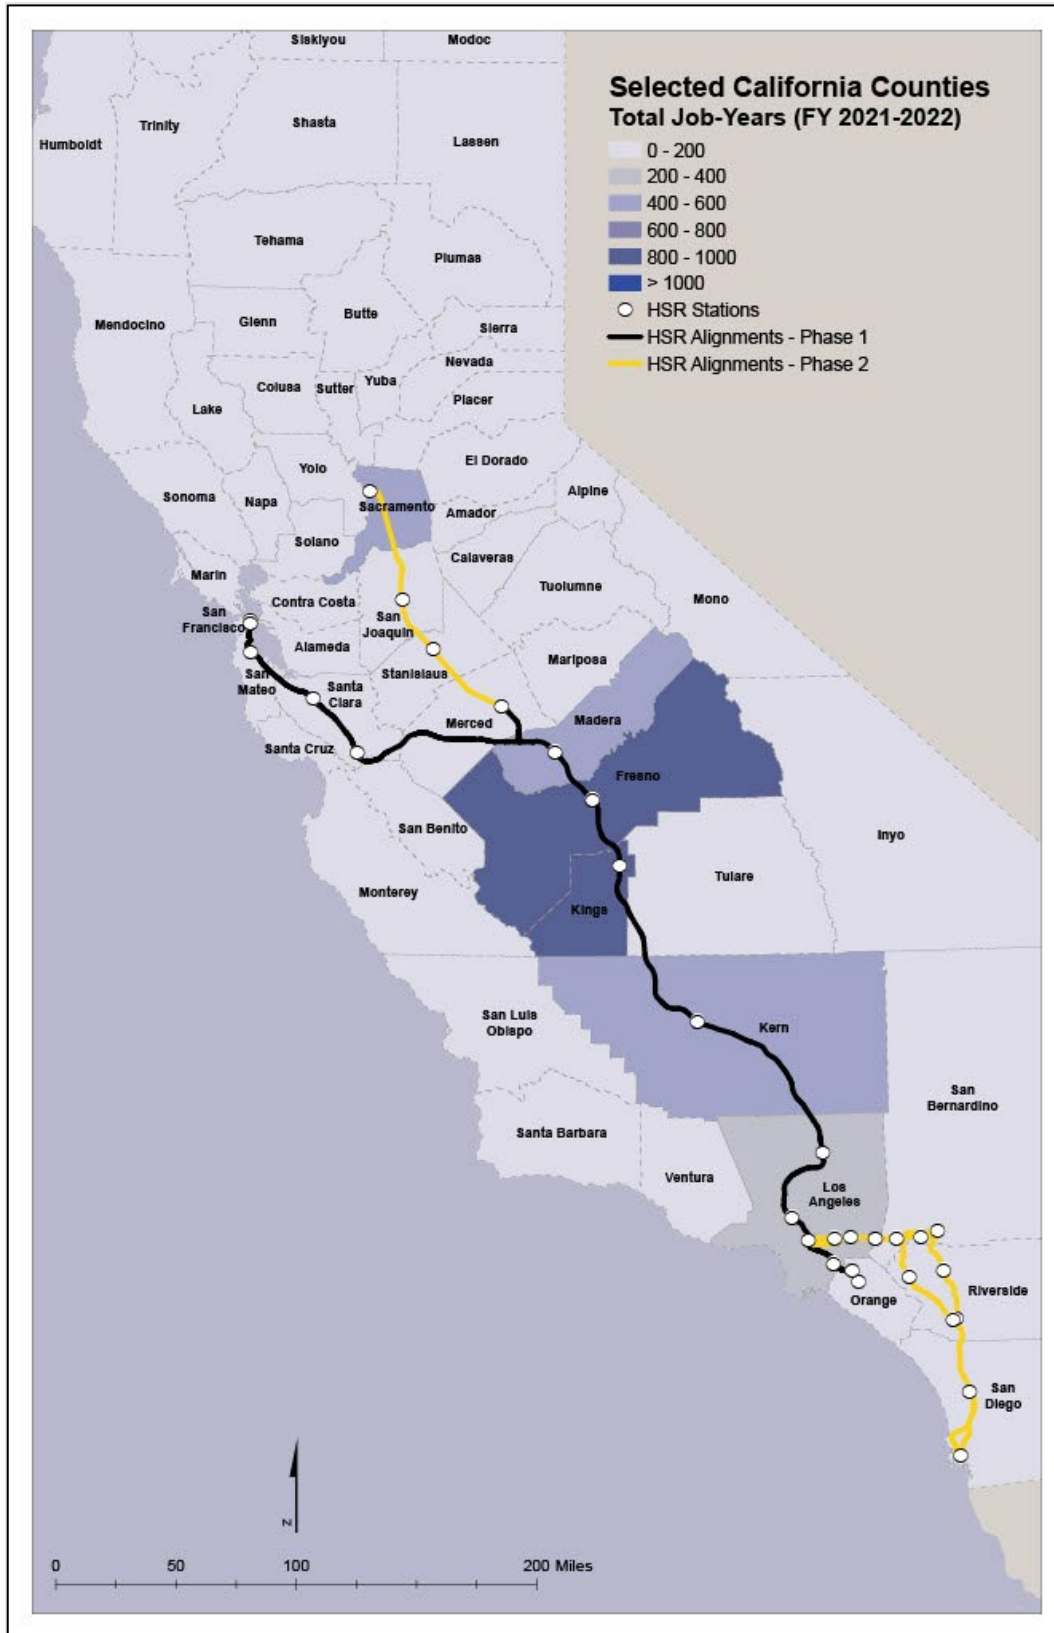 Siskiyou
Modoc
Selected California Counties
Total Job-Years (FY 2021-2022)
0 - 200
200 - 400
400 - 600
600 - 800
800 - 1000
> 1000
HSR Stations
HSR Alignments - Phase 1
HSR Alignments - Phase 2
Humboldt
Trinity
Shasta
Lassen
Tehama
Plumas
Mendocino
Glenn
Butte
Sierra
Nevada
Colusa
Sutter
Yuba
Placer
Lake
Yolo
El Dorado
Sonoma
Napa
Sacramento
Amador
Alpine
Solano
Calaveras
Marin
Contra Costa
Tuolumne
Mono
San
Francisco
San
Joaquin
Alameda
Mariposa
San
Mateo
Santa
Clara
Stanislaus
Merced
Madera
Santa Cruz
Fresno
San Benito
Inyo
Monterey
Tulare
Kings
San Luis
Obispo
Kern
San
Bernardino
Santa Barbara
Ventura
Los
Angeles
Orange
Riverside
San
Diego
N
0
50
100
200 Miles